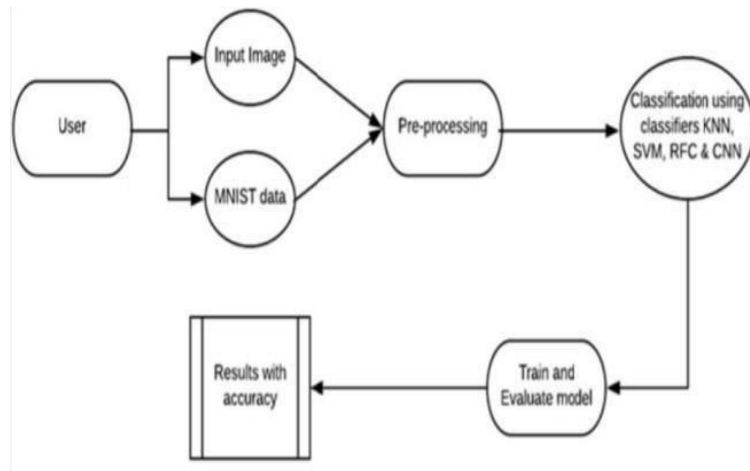 Input Image
User
Pre-processing
Classification using
classifiers KNN,
SVM, RFC & CNN
MNIST data
Results with
accuracy
Train and
Evaluate model